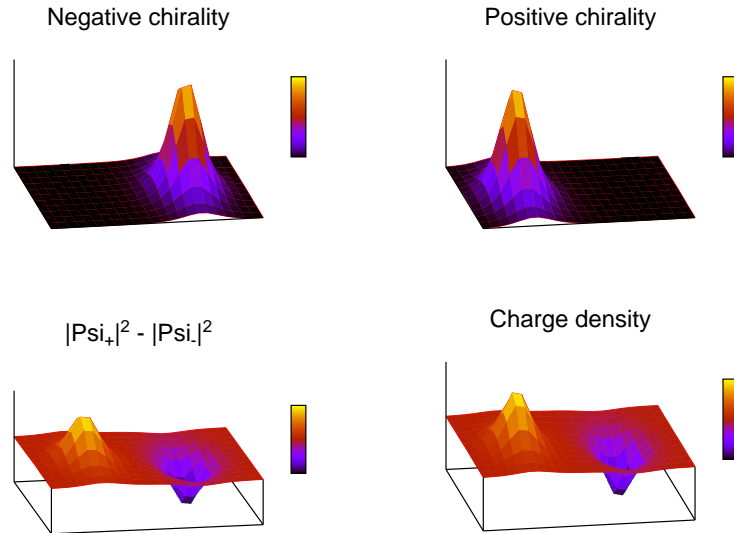 Negative chirality
Positive chirality
|Psi₊|² - |Psi₋|²
Charge density